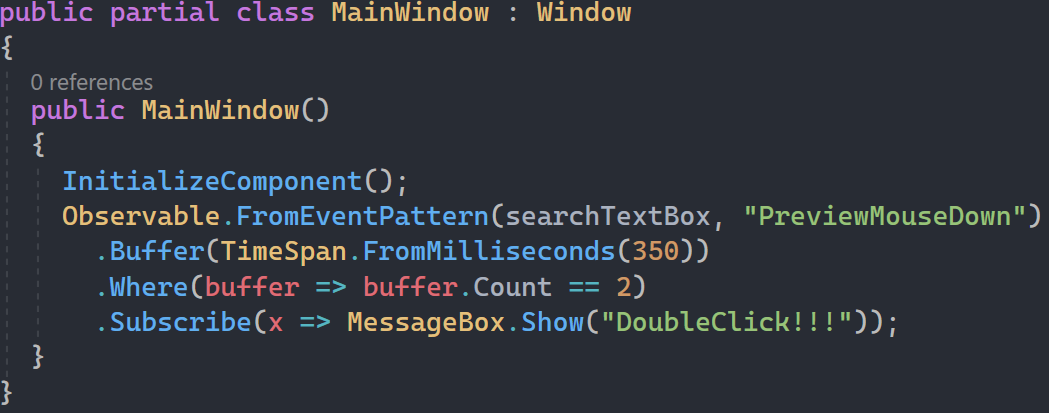 public partial class MainWindow : Window
{
0 references
public MainWindow()
{
InitializeComponent();
Observable.FromEventPattern(searchTextBox, "PreviewMouseDown")
.Buffer(TimeSpan.FromMilliseconds(350))
.Where(buffer => buffer.Count == 2)
.Subscribe(x => MessageBox.Show("DoubleClick!!!"));
}
}